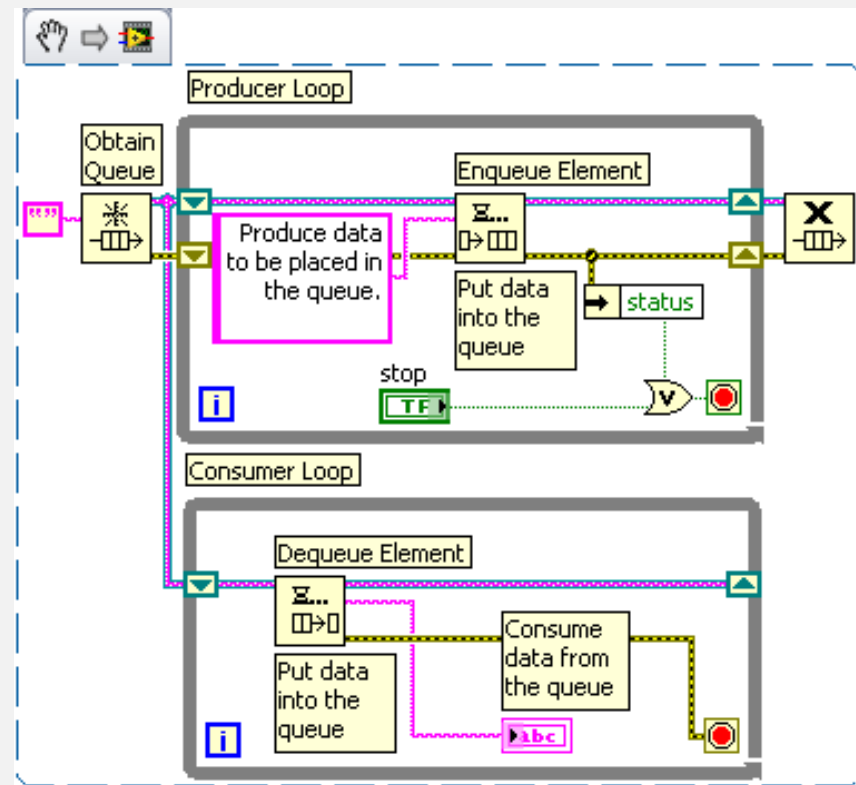 Producer Loop
Obtain
Queue
Enqueue Element
""
Produce data
to be placed in
the queue.
Put data
into the
queue
status
stop
TF
i
Consumer Loop
Dequeue Element
Consume
data from
the queue
Put data
into the
queue
abc
i